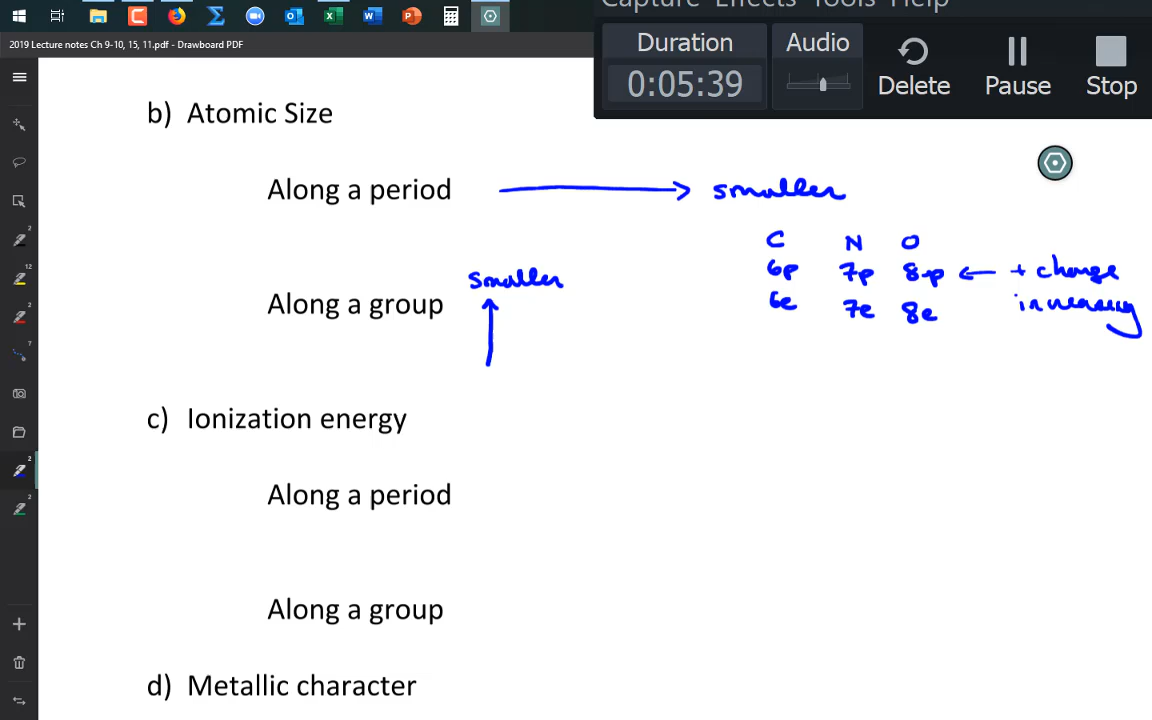 Capture Effects Tools Help
Duration
Audio
0:05:39
Delete
Pause
Stop
2019 Lecture notes Ch 9-10, 15, 11.pdf - Drawboard PDF
b) Atomic Size
Along a period
smaller
C N O
6p 7p 8p + charge
6e 7e 8e increasing
smaller
Along a group
c) Ionization energy
Along a period
Along a group
d) Metallic character